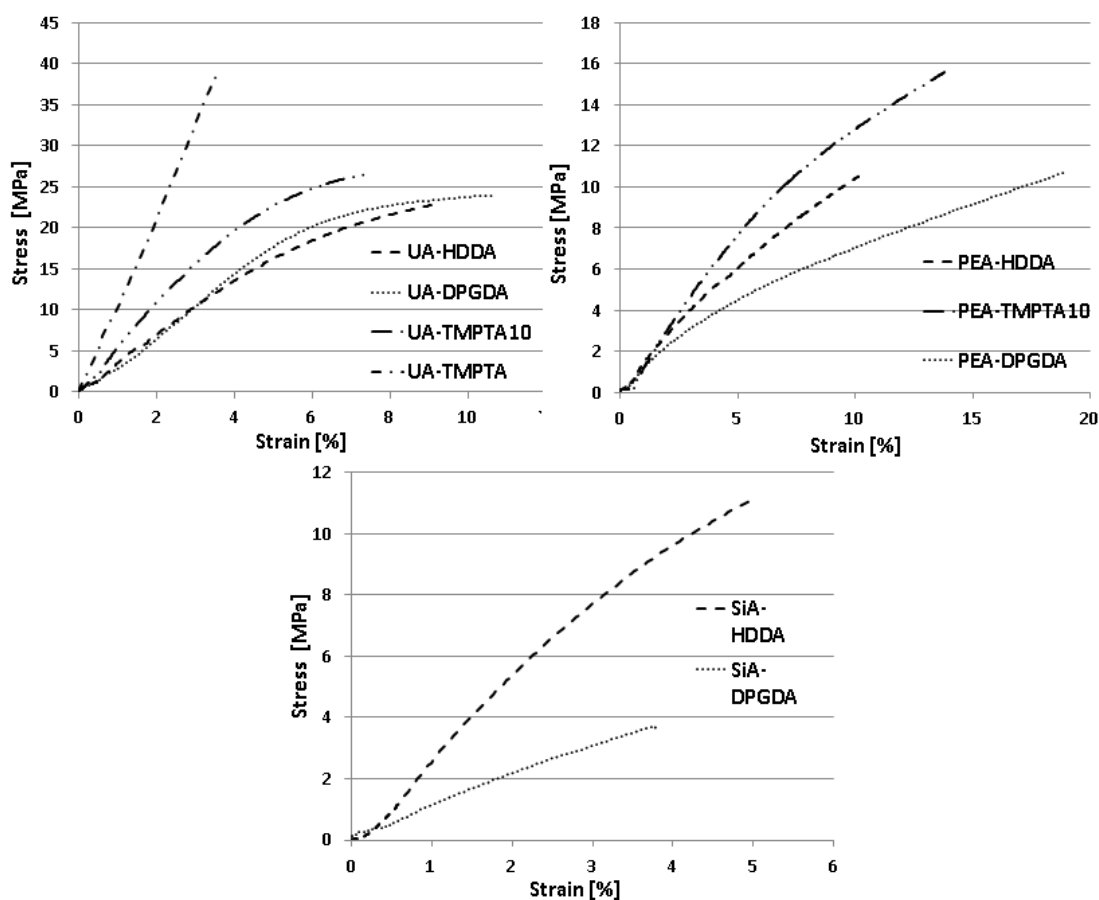 45
40
35
30
25
20
15
10
5
0
Stress [MPa]
UA-HDDA
UA-DPGDA
UA-TMPTA10
UA-TMPTA
0 2 4 6 8 10
Strain [%]
18
16
14
12
10
8
6
4
2
0
Stress [MPa]
PEA-HDDA
PEA-TMPTA10
PEA-DPGDA
0 5 10 15 20
Strain [%]
12
10
8
6
4
2
0
Stress [MPa]
SiA-
HDDA
SiA-
DPGDA
0 1 2 3 4 5 6
Strain [%]